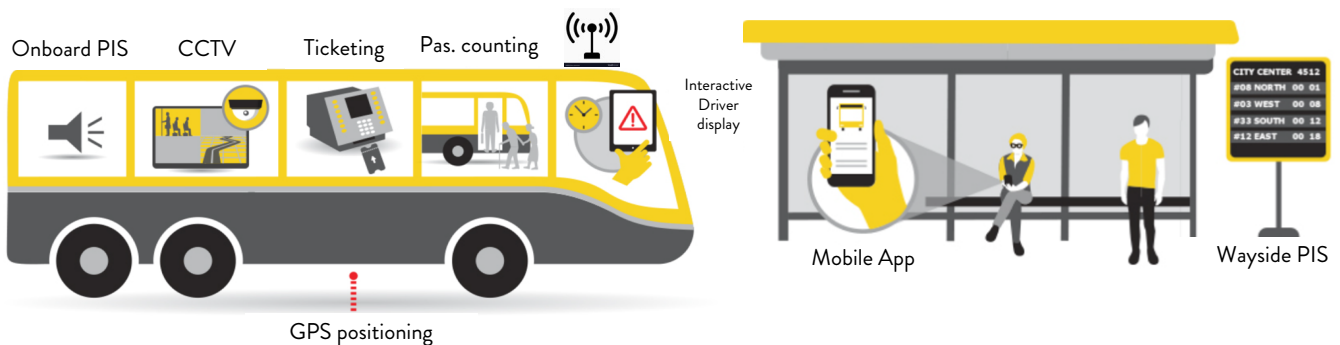 Onboard PIS
CCTV
Ticketing
Pas. counting
Interactive
Driver
display
GPS positioning
Mobile App
CITY CENTER 4512
#08 NORTH 00 01
#03 WEST 00 08
#33 SOUTH 00 12
#12 EAST 00 18
Wayside PIS